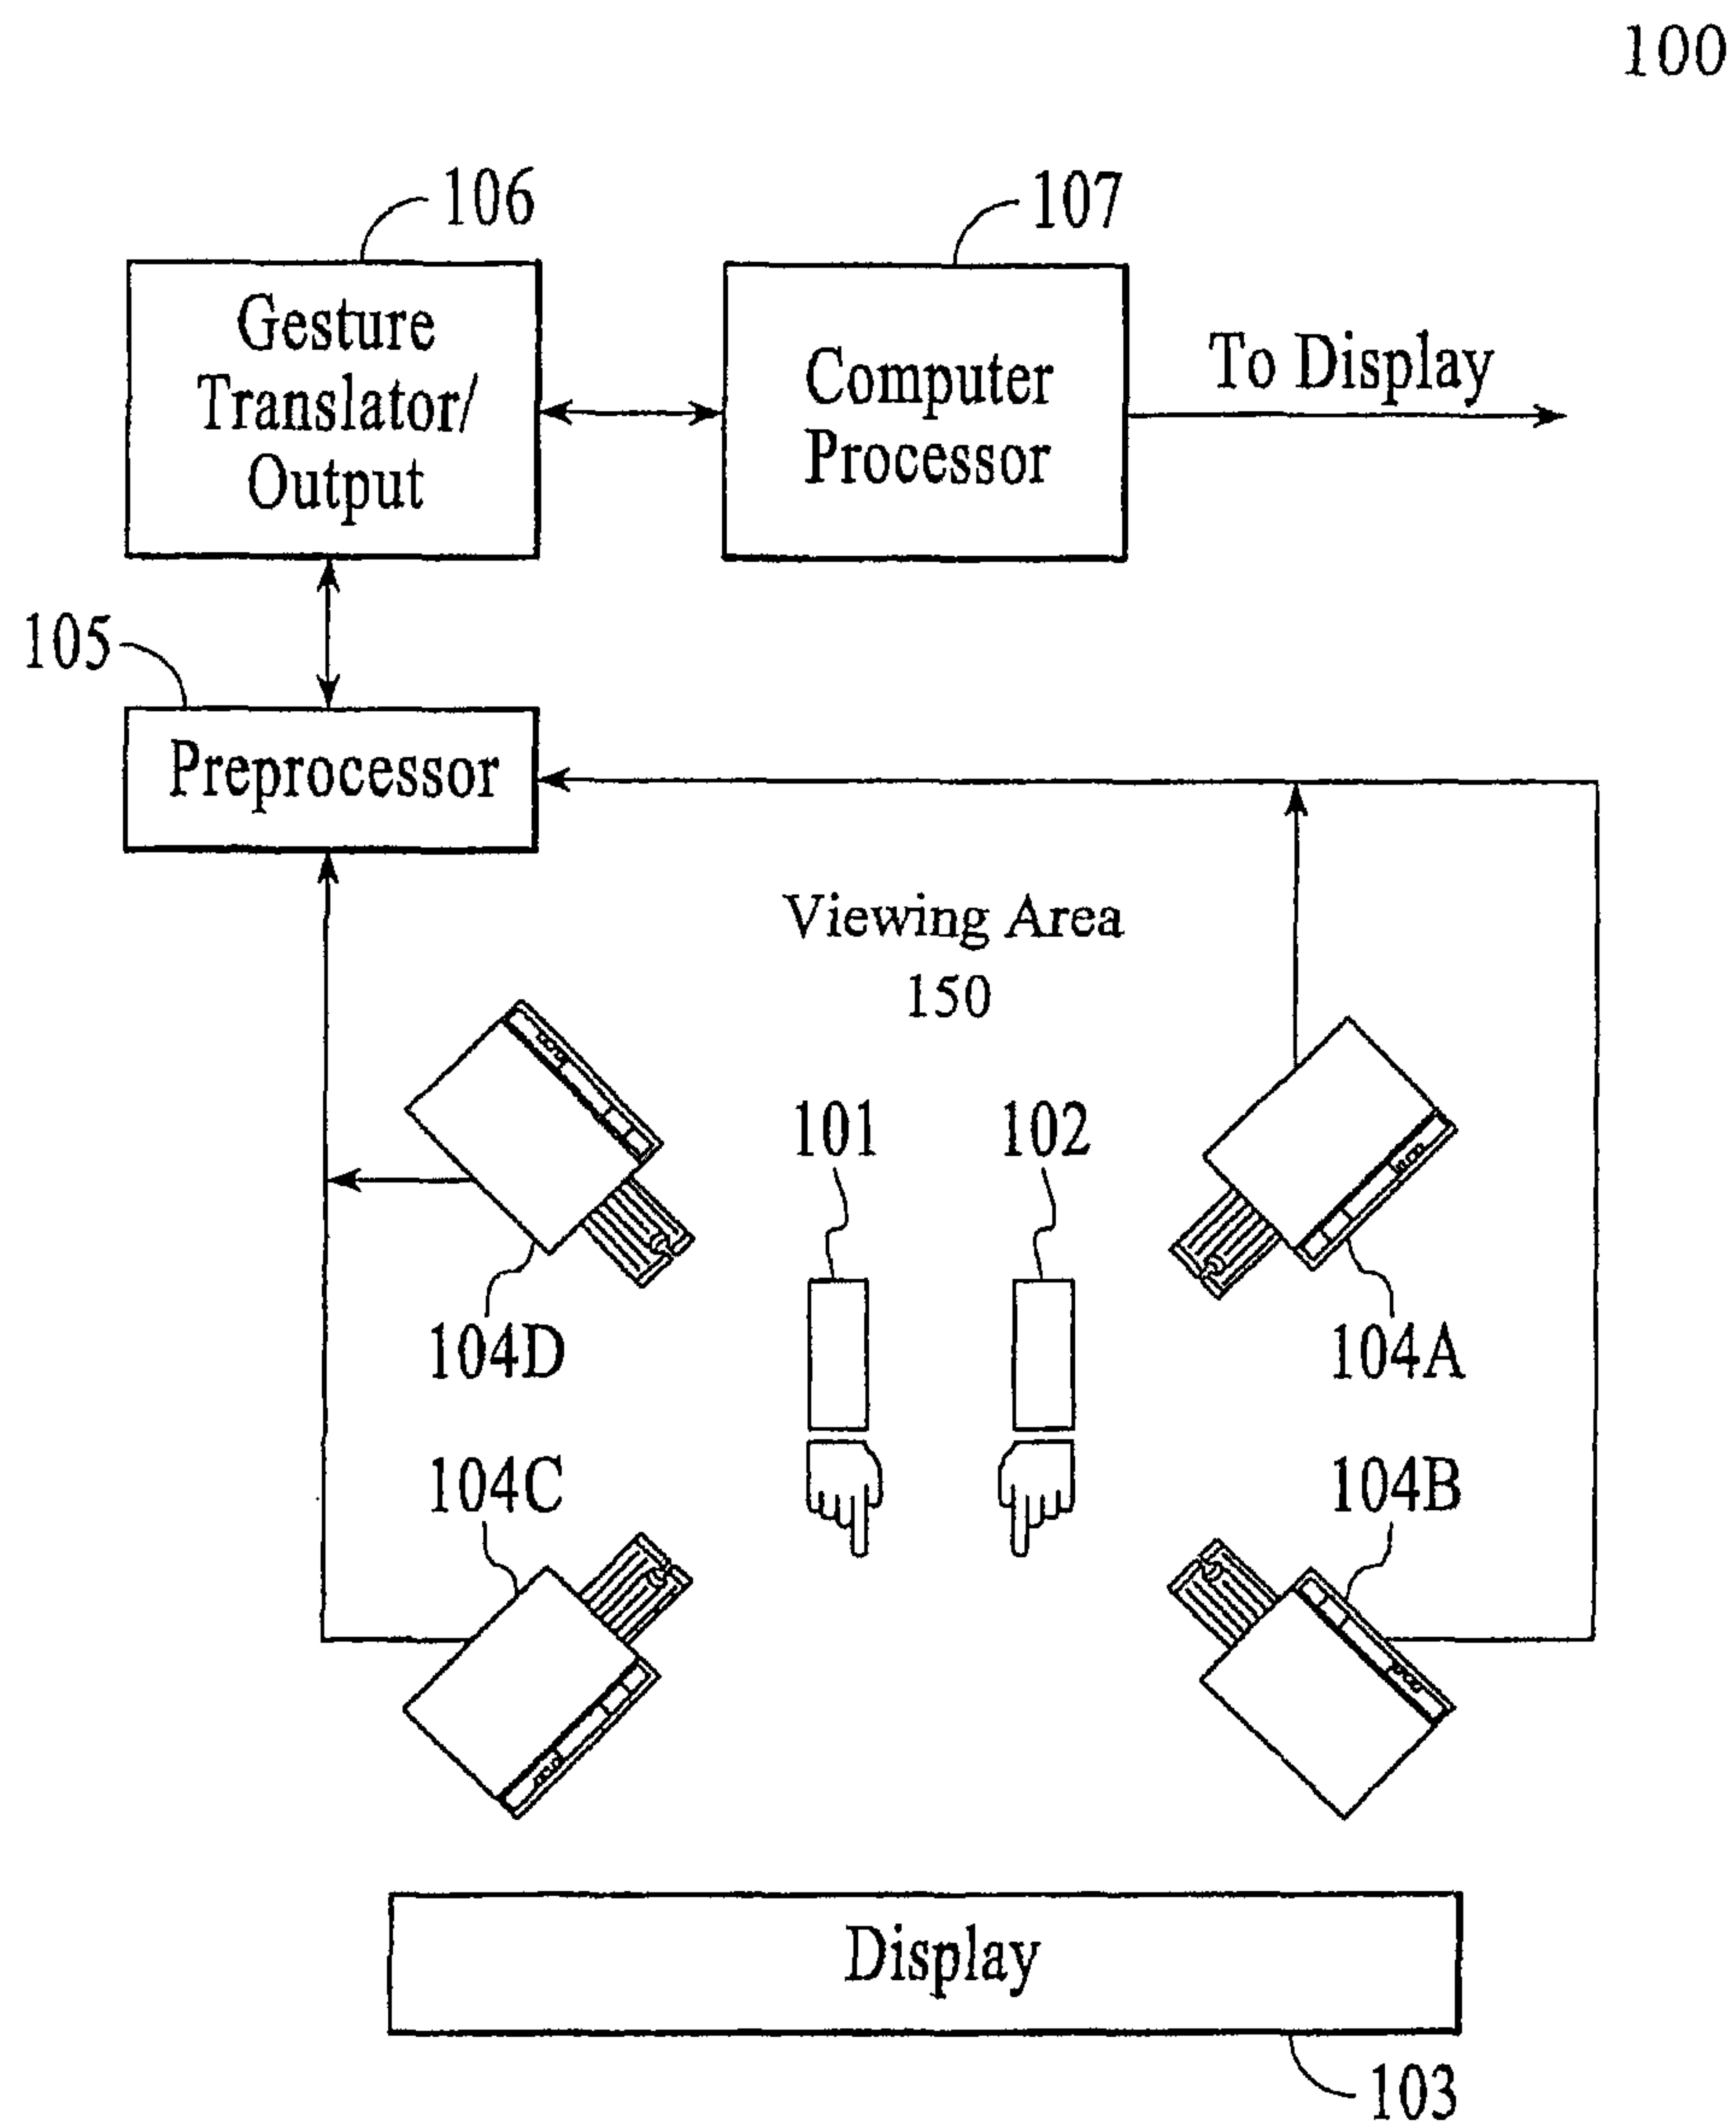 100
106
107
Gesture
Translator/
Output
Computer
Processor
To Display
105
Preprocessor
Viewing Area
150
101
102
104D
104A
104C
104B
Display
103